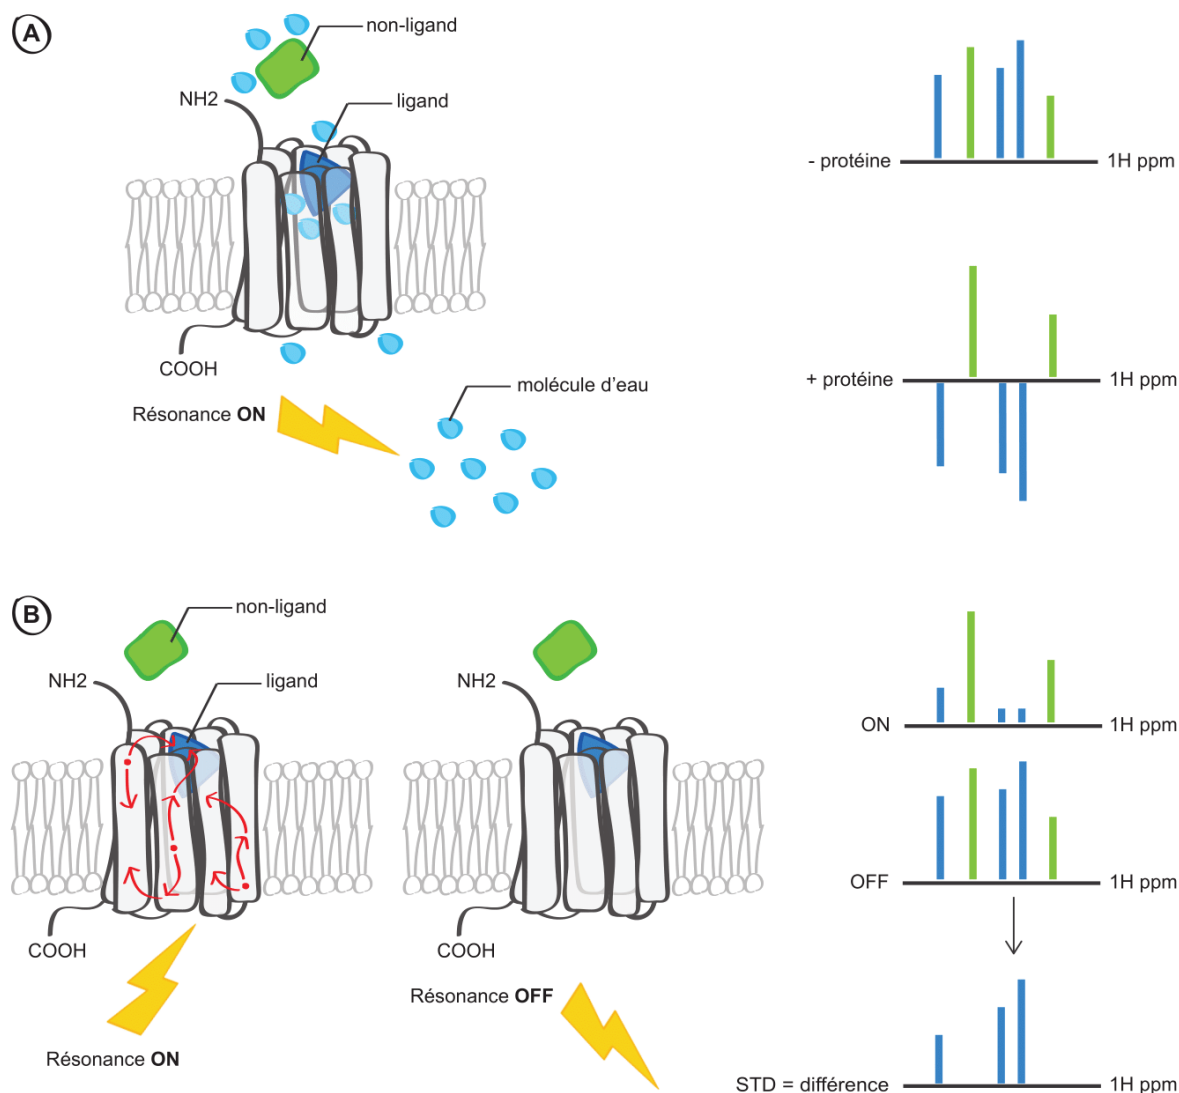 A
non-ligand
NH2
ligand
- protéine
1H ppm
+ protéine
1H ppm
COOH
molécule d'eau
Résonance ON
B
non-ligand
NH2
ligand
NH2
ON
1H ppm
OFF
1H ppm
COOH
COOH
Résonance OFF
Résonance ON
STD = différence
1H ppm